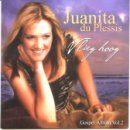 Juanita
du Plessis
Vlieg hoog
Gospel Album Vol.2